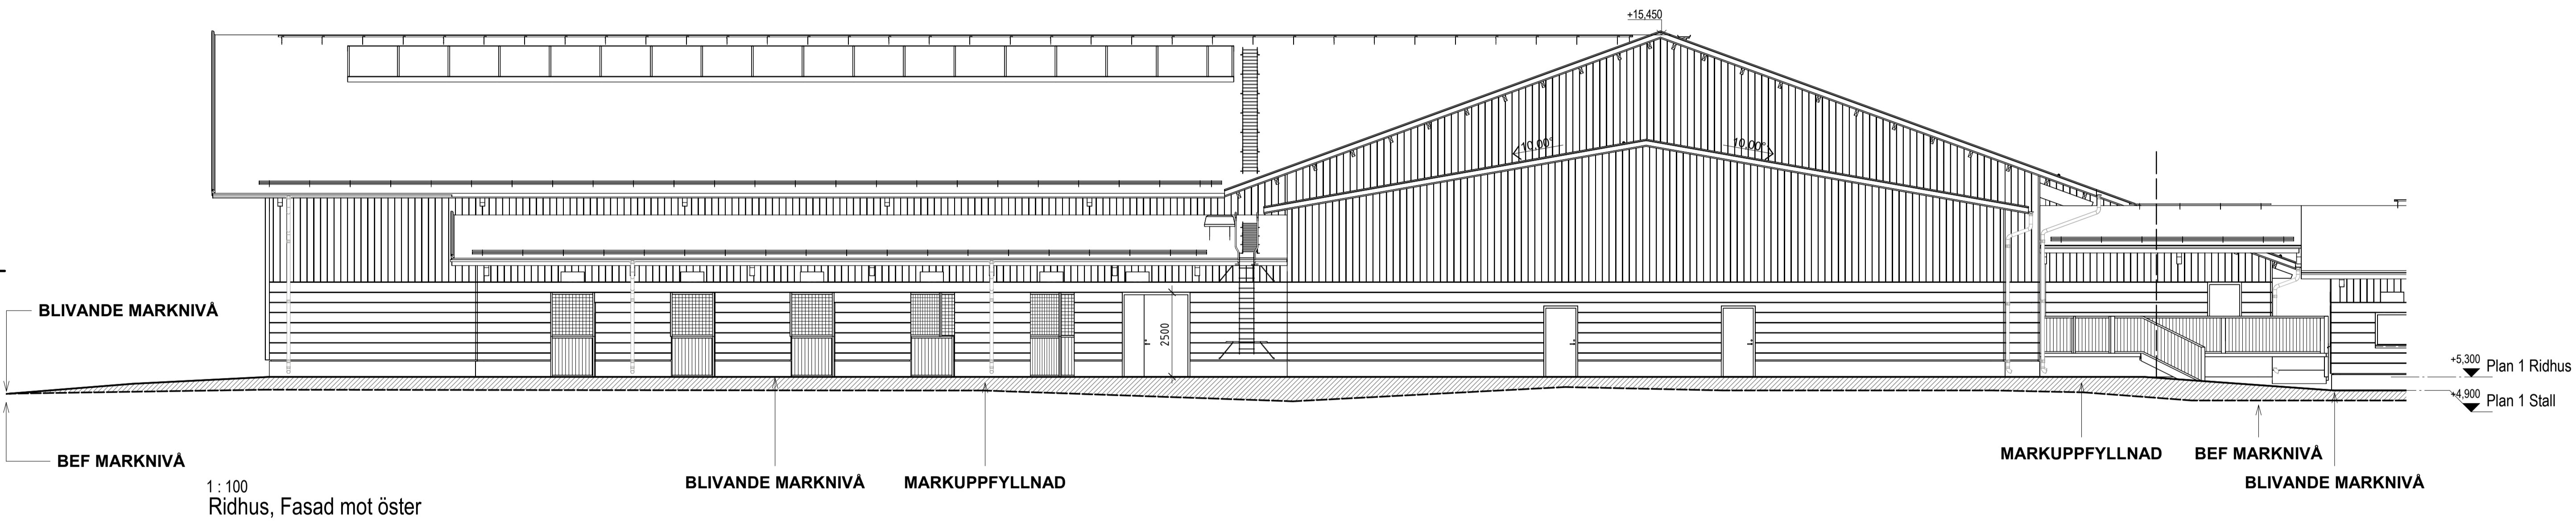 +15,450
10,00°
10,00°
BLIVANDE MARKNIVÅ
2500
+5,300
Plan 1 Ridhus
+4,900
Plan 1 Stall
BEF MARKNIVÅ
MARKUPPFYLLNAD
BEF MARKNIVÅ
BLIVANDE MARKNIVÅ
MARKUPPFYLLNAD
BLIVANDE MARKNIVÅ
1 : 100
Ridhus, Fasad mot öster